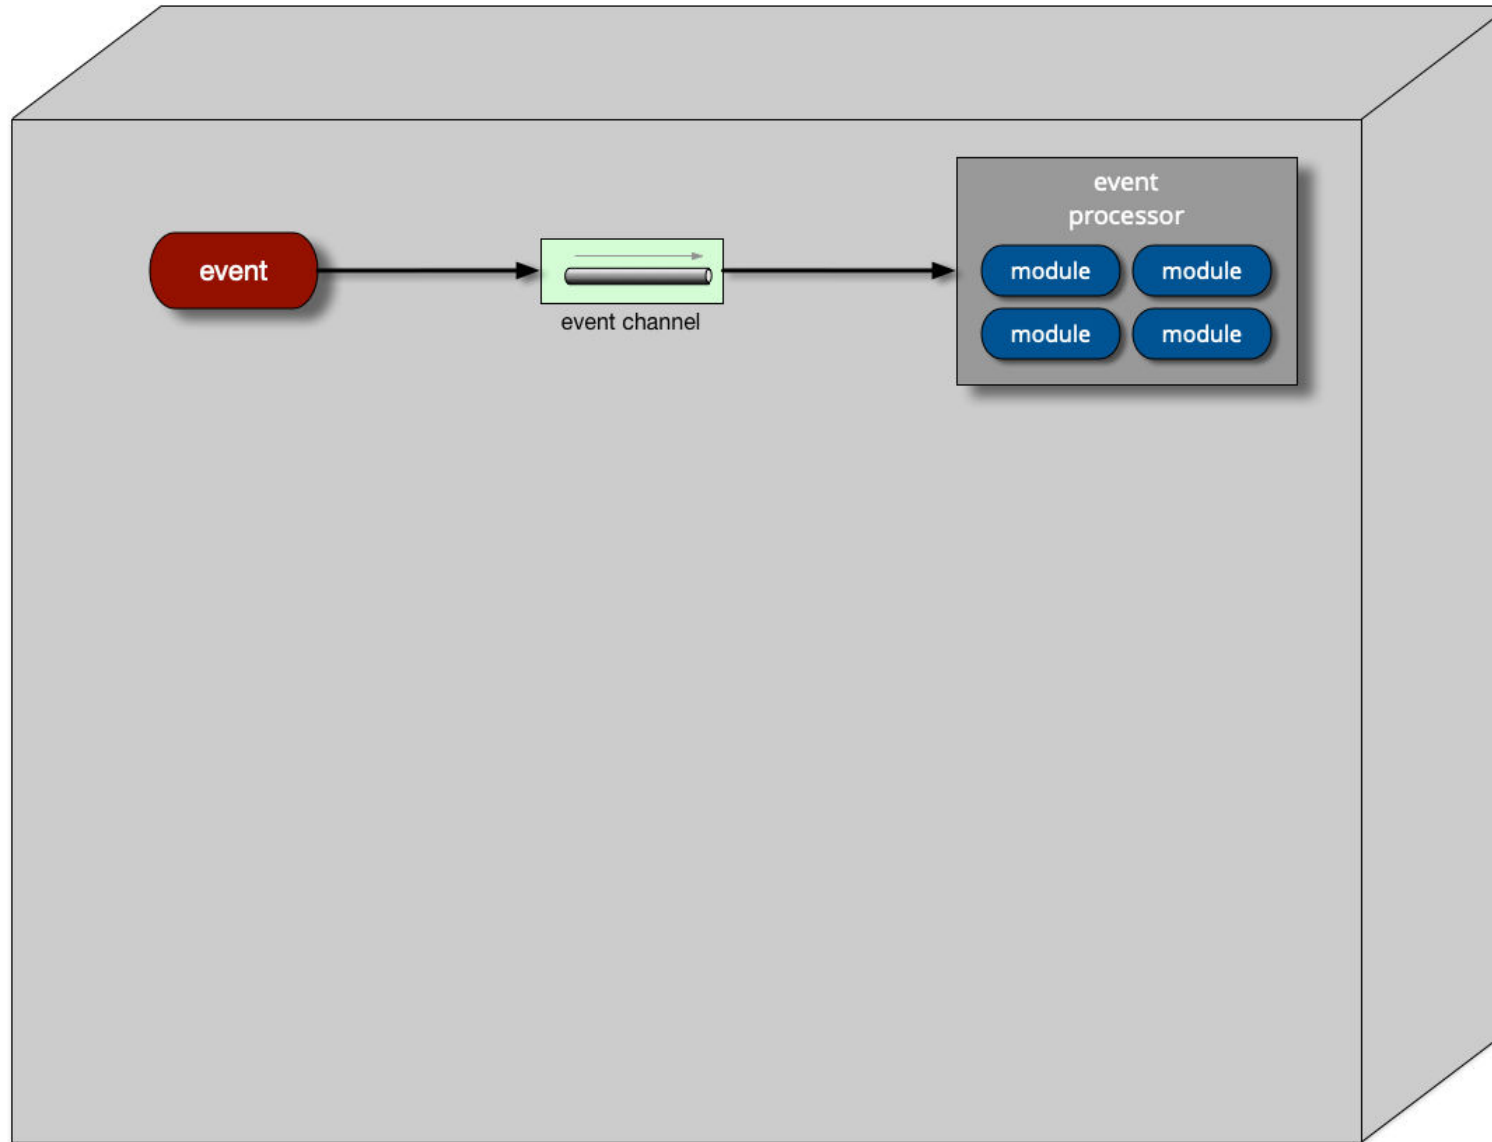 event
event channel
event
processor
module module
module module